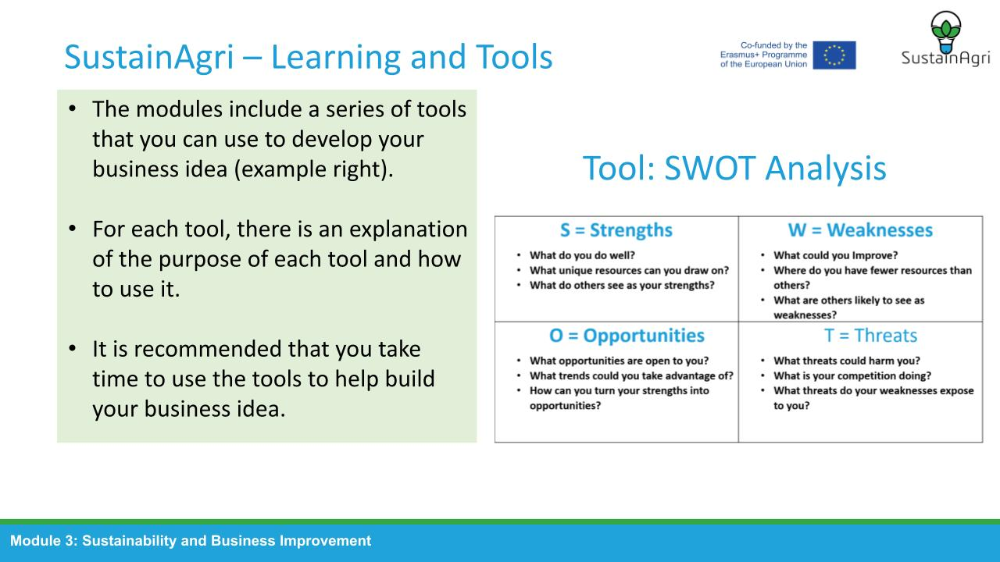 SustainAgri – Learning and Tools
Co-funded by the
Erasmus+ Programme
of the European Union
SustainAgri
• The modules include a series of tools
that you can use to develop your
business idea (example right).
• For each tool, there is an explanation
of the purpose of each tool and how
to use it.
• It is recommended that you take
time to use the tools to help build
your business idea.
Tool: SWOT Analysis
S = Strengths
• What do you do well?
• What unique resources can you draw on?
• What do others see as your strengths?
W = Weaknesses
• What could you Improve?
• Where do you have fewer resources than
others?
• What are others likely to see as
weaknesses?
O = Opportunities
• What opportunities are open to you?
• What trends could you take advantage of?
• How can you turn your strengths into
opportunities?
T = Threats
• What threats could harm you?
• What is your competition doing?
• What threats do your weaknesses expose
to you?
Module 3: Sustainability and Business Improvement